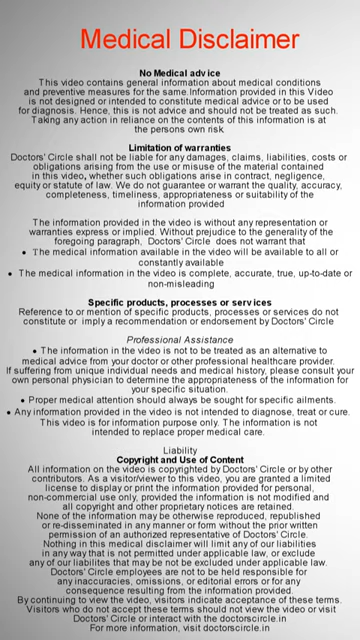 Medical Disclaimer
No Medical advice
This video contains general information about medical conditions
and preventive measures for the same.Information provided in this Video
is not designed or intended to constitute medical advice or to be used
for diagnosis. Hence, this is not advice and should not be treated as such.
Taking any action in reliance on the contents of this information is at
the persons own risk
Limitation of warranties
Doctors' Circle shall not be liable for any damages, claims, liabilities, costs or
obligations arising from the use or misuse of the material contained
in this video, whether such obligations arise in contract, negligence,
equity or statute of law. We do not guarantee or warrant the quality, accuracy,
completeness, timeliness, appropriateness or suitability of the
information provided
The information provided in the video is without any representation or
warranties express or implied. Without prejudice to the generality of the
foregoing paragraph, Doctors' Circle does not warrant that
• The medical information available in the video will be available to all or
constantly available
• The medical information in the video is complete, accurate, true, up-to-date or
non-misleading
Specific products, processes or services
Reference to or mention of specific products, processes or services do not
constitute or imply a recommendation or endorsement by Doctors' Circle
Professional Assistance
• The information in the video is not to be treated as an alternative to
medical advice from your doctor or other professional healthcare provider.
If suffering from unique individual needs and medical history, please consult your
own personal physician to determine the appropriateness of the information for
your specific situation.
• Proper medical attention should always be sought for specific ailments.
• Any information provided in the video is not intended to diagnose, treat or cure.
This video is for information purpose only. The information is not
intended to replace proper medical care.
Liability
Copyright and Use of Content
All information on the video is copyrighted by Doctors' Circle or by other
contributors. As a visitor/viewer to this video, you are granted a limited
license to display or print the information provided for personal,
non-commercial use only, provided the information is not modified and
all copyright and other proprietary notices are retained.
None of the information may be otherwise reproduced, republished
or re-disseminated in any manner or form without the prior written
permission of an authorized representative of Doctor's Circle.
Nothing in this medical disclaimer will limit any of our liabilities
in any way that is not permitted under applicable law, or exclude
any of our liabilites that may be not be excluded under applicable law.
Doctors' Circle employees are not to be held responsible for
any inaccuracies, omissions, or editorial errors or for any
consequence resulting from the information provided.
By continuing to view the video, visitors indicate acceptance of these terms.
Visitors who do not accept these terms should not view the video or visit
Doctors' Circle or interact with the doctorscircle.in
For more information, visit doctorscircle.in